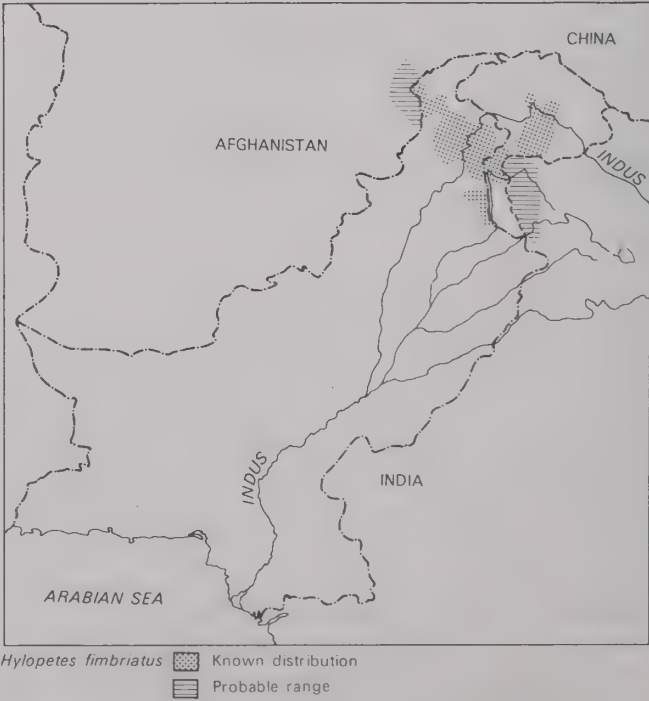 CHINA
AFGHANISTAN
INDUS
INDUS
INDIA
ARABIAN SEA
Hylopetes fimbriatus Known distribution
Probable range